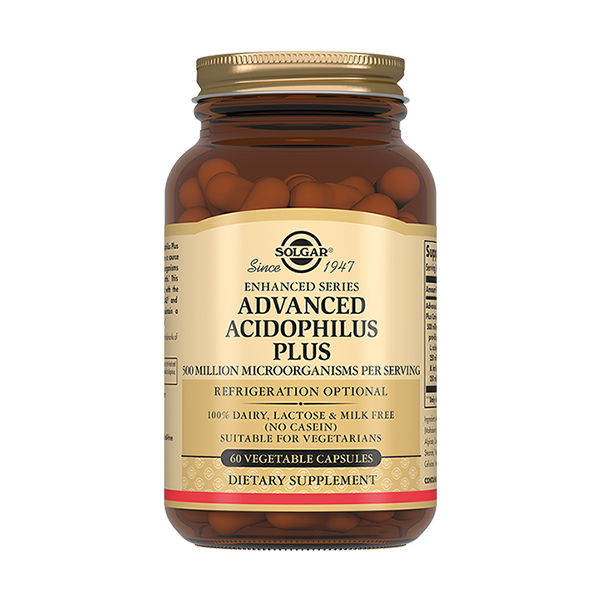 SOLGAR®
Since 1947
ENHANCED SERIES
ADVANCED
ACIDOPHILUS
PLUS
500 MILLION MICROORGANISMS PER SERVING
REFRIGERATION OPTIONAL
100% DAIRY, LACTOSE & MILK FREE
(NO CASEIN)
SUITABLE FOR VEGETARIANS
60 VEGETABLE CAPSULES
DIETARY SUPPLEMENT